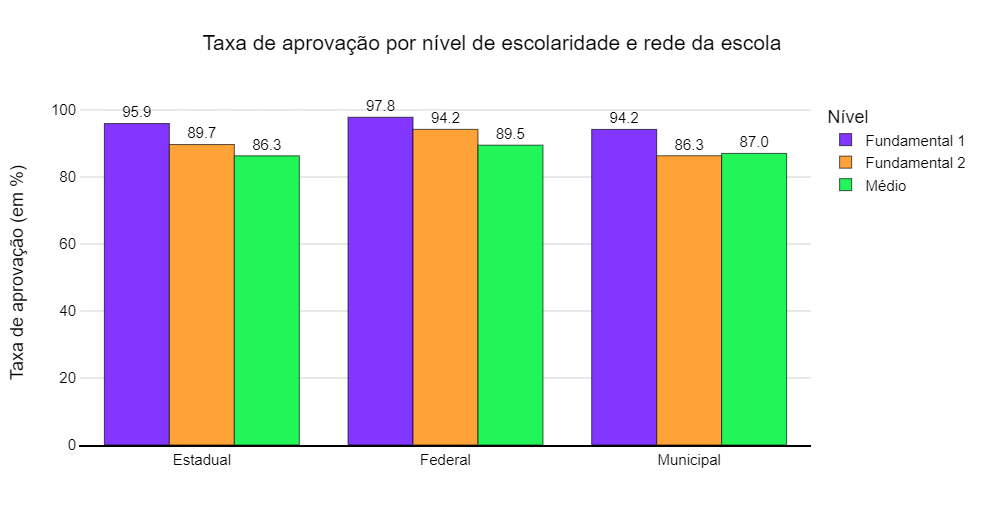 Taxa de aprovação por nível de escolaridade e rede da escola
Taxa de aprovação (em %)
100
80
60
40
20
0
95.9
89.7
86.3
97.8
94.2
89.5
94.2
86.3
87.0
Estadual
Federal
Municipal
Nível
Fundamental 1
Fundamental 2
Médio